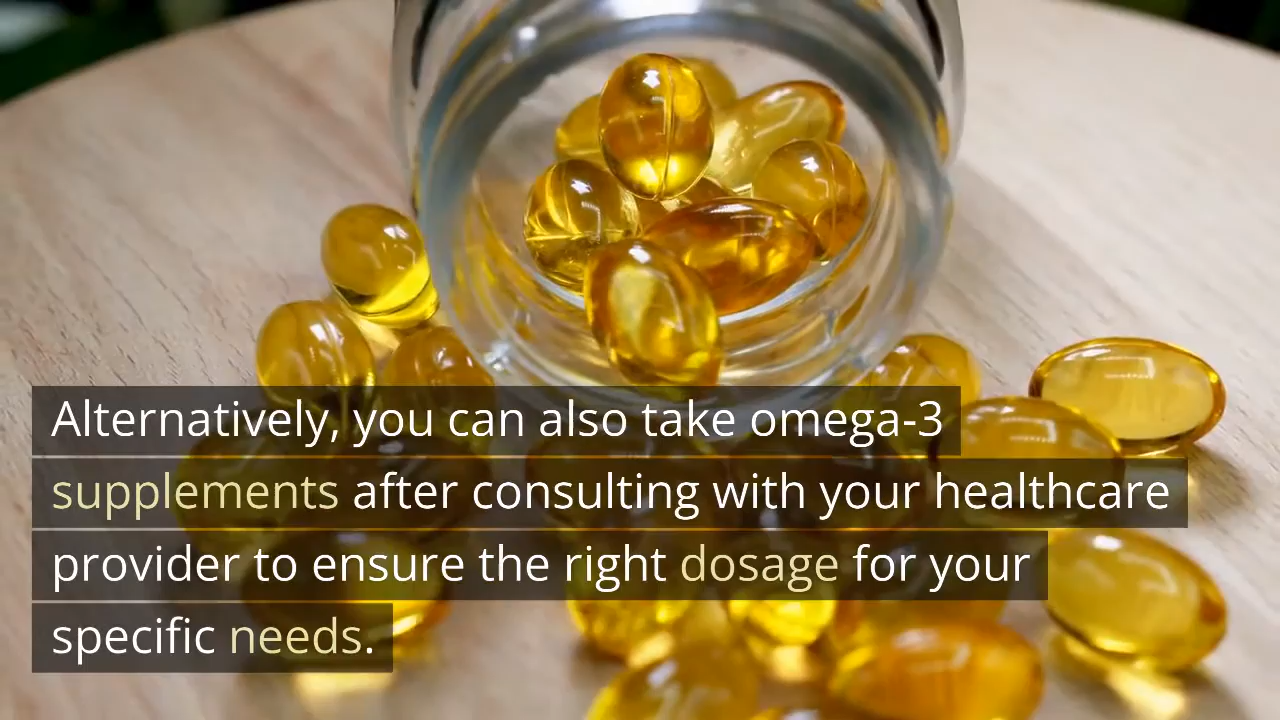 Alternatively, you can also take omega-3
supplements after consulting with your healthcare
provider to ensure the right dosage for your
specific needs.